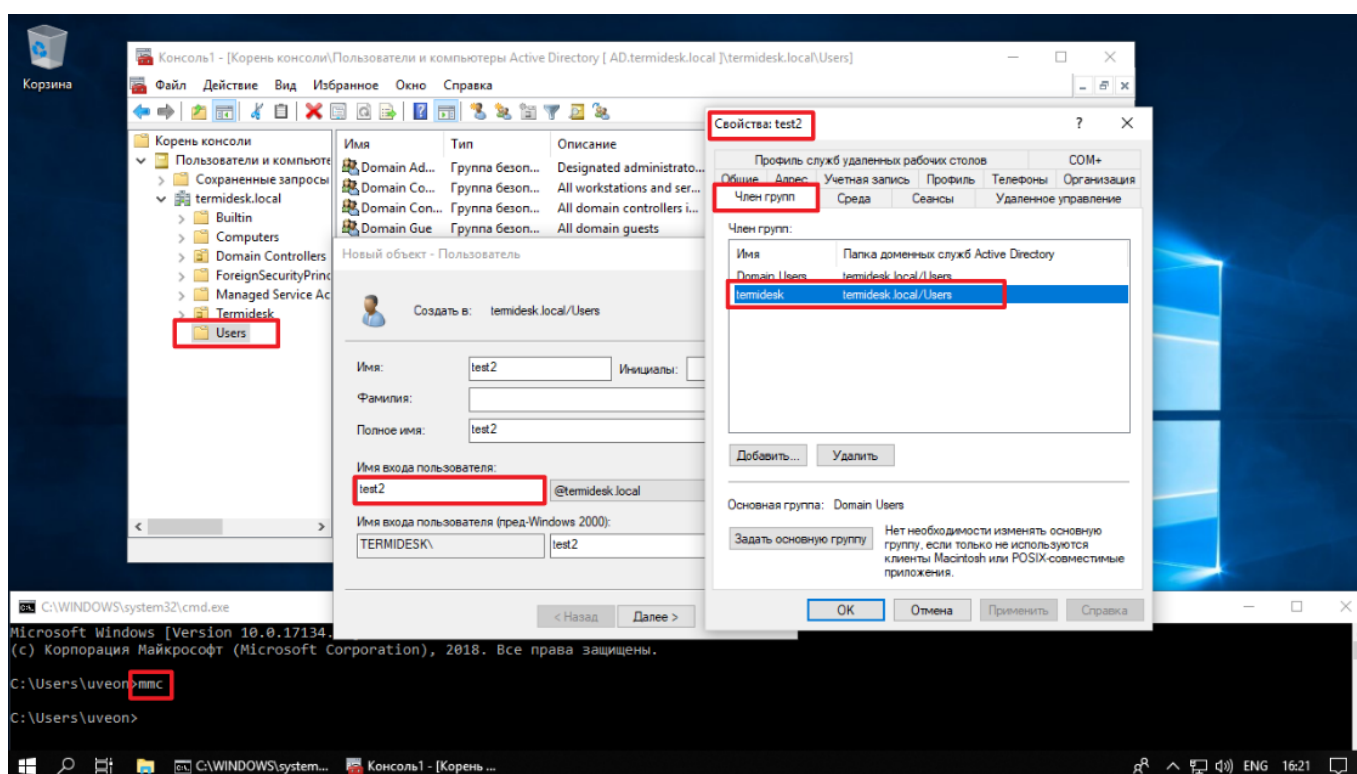 Корзина
Консоль1 - [Корень консоли\Пользователи и компьютеры Active Directory [ AD.termidesk.local ]\termidesk.local\Users]
Файл Действие Вид Избранное Окно Справка
Корень консоли
Пользователи и компьюте
Сохраненные запросы
termidesk.local
Builtin
Computers
Domain Controllers
ForeignSecurityPrinc
Managed Service Ac
Termidesk
Users
Имя Тип Описание
Domain Ad... Группа безоп... Designated administrato...
Domain Co... Группа безоп... All workstations and ser...
Domain Con... Группа безоп... All domain controllers i...
Domain Gue Группа безоп... All domain guests
Новый объект - Пользователь
Создать в: termidesk.local/Users
Имя: test2 Инициалы:
Фамилия:
Полное имя: test2
Имя входа пользователя:
test2 @termidesk.local
Имя входа пользователя (пред-Windows 2000):
TERMIDESK\ test2
< Назад Далее >
Свойства: test2 ?
Профиль служб удаленных рабочих столов COM+
Общие Адрес Учетная запись Профиль Телефоны Организация
Член групп Среда Сеансы Удаленное управление
Член групп:
Имя Папка доменных служб Active Directory
Domain Users termidesk.local/Users
termidesk termidesk.local/Users
Добавить... Удалить
Основная группа: Domain Users
Задать основную группу
Нет необходимости изменять основную
группу, если только не используются
клиенты Macintosh или POSIX-совместимые
приложения.
OK Отмена Применить Справка
C:\WINDOWS\system32\cmd.exe
Microsoft Windows [Version 10.0.17134.
(c) Корпорация Майкрософт (Microsoft Corporation), 2018. Все права защищены.
C:\Users\uveon>mmc
C:\Users\uveon>
C:\WINDOWS\system... Консоль1 - [Корень ... ENG 16:21